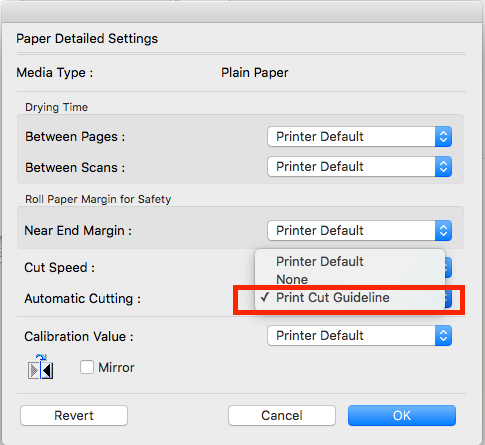 Paper Detailed Settings
Media Type : Plain Paper
Drying Time
Between Pages : Printer Default
Between Scans : Printer Default
Roll Paper Margin for Safety
Near End Margin : Printer Default
Printer Default
Cut Speed :
None
Automatic Cutting : ✓ Print Cut Guideline
Calibration Value : Printer Default
Mirror
Revert Cancel OK